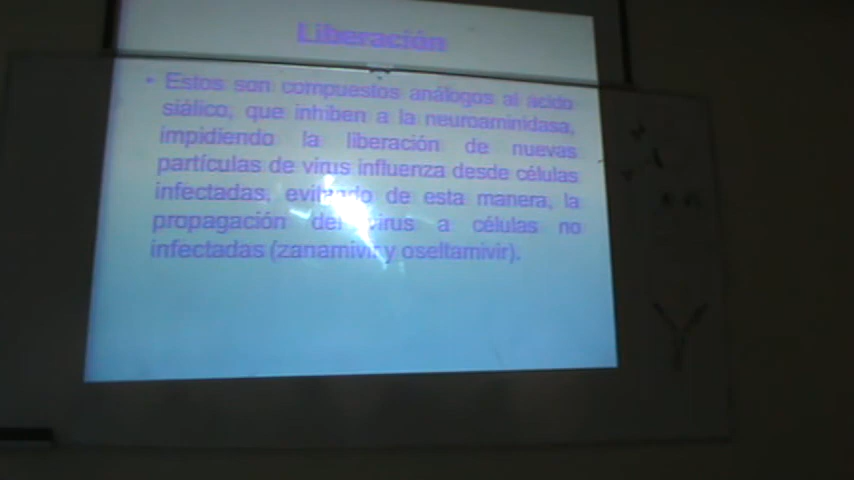 Liberación
• Estos son compuestos análogos al ácido
siálico, que inhiben a la neuroaminidasa,
impidiendo la liberación de nuevas
partículas de virus influenza desde células
infectadas, evitando de esta manera, la
propagación del virus a células no
infectadas (zanamivir y oseltamivir).